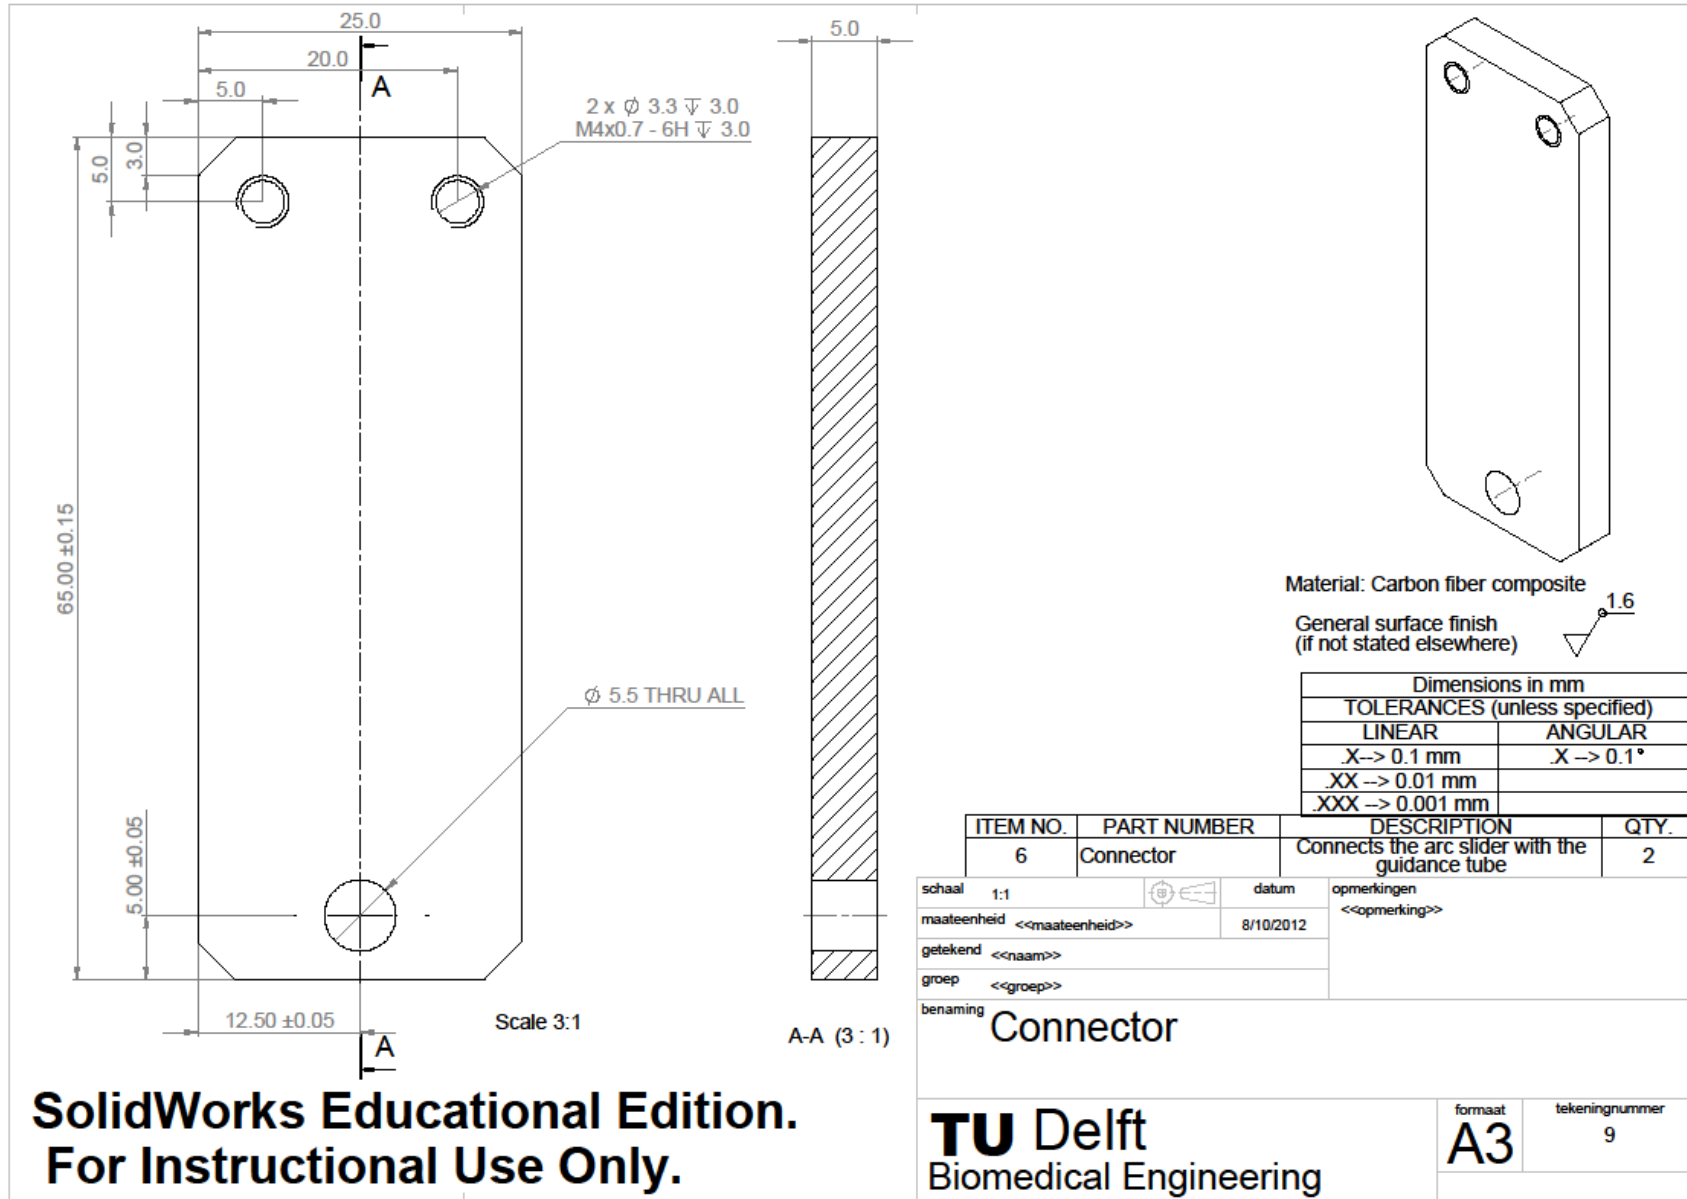 25.0
5.0
20.0
A
5.0
2 x ⌀ 3.3 ↧ 3.0
M4x0.7 - 6H ↧ 3.0
5.0
3.0
65.00 ±0.15
⌀ 5.5 THRU ALL
5.00 ±0.05
12.50 ±0.05
A
Scale 3:1
A-A (3 : 1)
Material: Carbon fiber composite
General surface finish
(if not stated elsewhere)
1.6
Dimensions in mm
TOLERANCES (unless specified)
LINEAR ANGULAR
.X--> 0.1 mm .X --> 0.1°
.XX --> 0.01 mm
.XXX --> 0.001 mm
ITEM NO. PART NUMBER DESCRIPTION QTY.
6 Connector Connects the arc slider with the
guidance tube 2
schaal 1:1 datum opmerkingen
<<opmerking>>
maateenheid <<maateenheid>> 8/10/2012
getekend <<naam>>
groep <<groep>>
benaming Connector
TU Delft
Biomedical Engineering
formaat
A3
tekeningnummer
9
SolidWorks Educational Edition.
For Instructional Use Only.